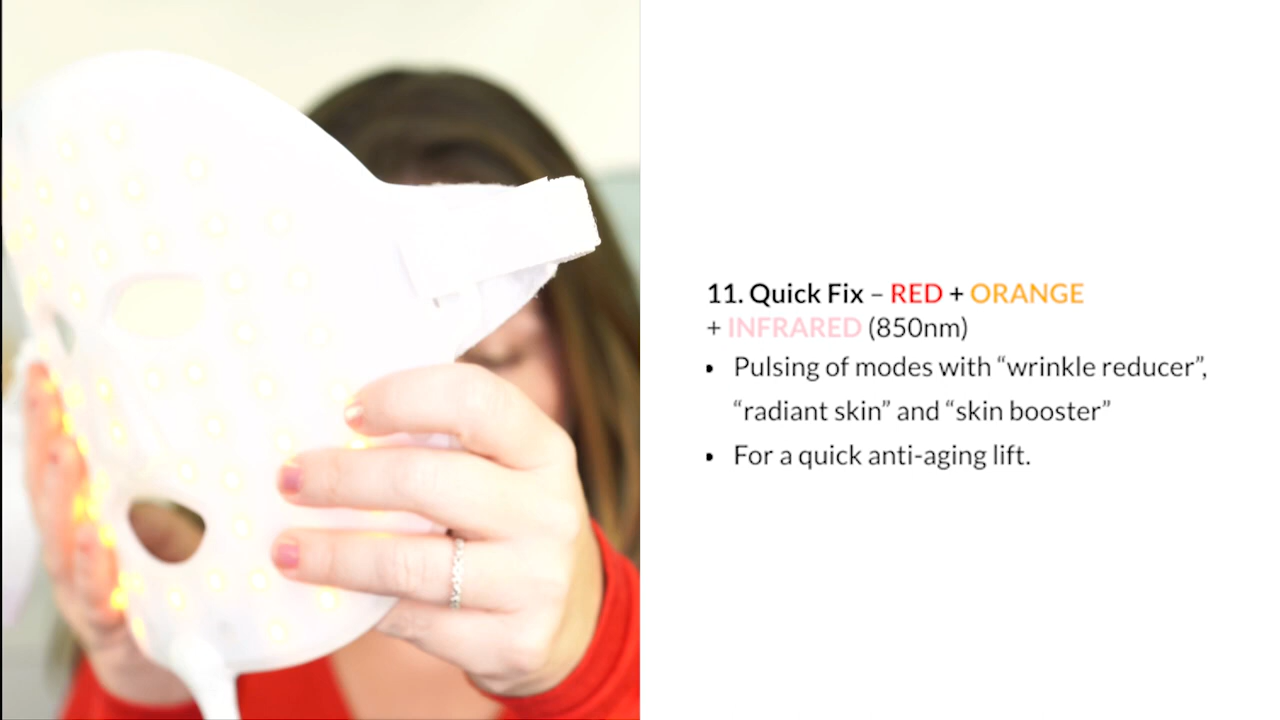 11. Quick Fix – RED + ORANGE
+ INFRARED (850nm)
• Pulsing of modes with “wrinkle reducer”,
“radiant skin” and “skin booster”
• For a quick anti-aging lift.